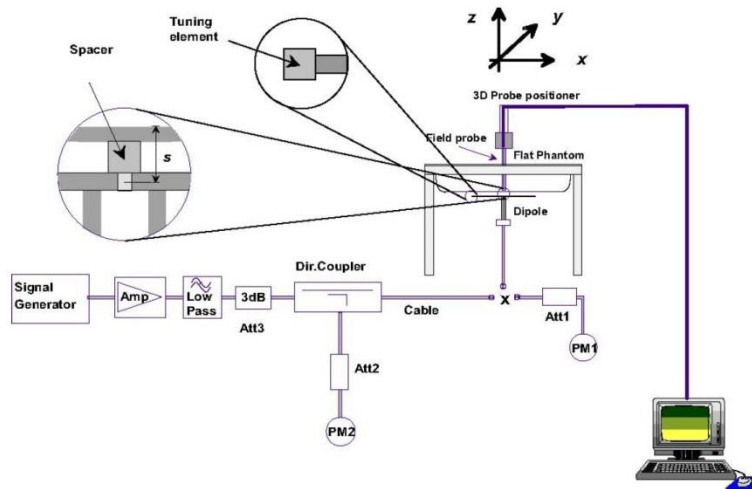 Tuning
element
Spacer
s
z
y
x
3D Probe positioner
Field probe
Flat Phantom
Dipole
Signal
Generator
Amp
Low
Pass
3dB
Att3
Dir.Coupler
Cable
x
Att1
PM1
Att2
PM2